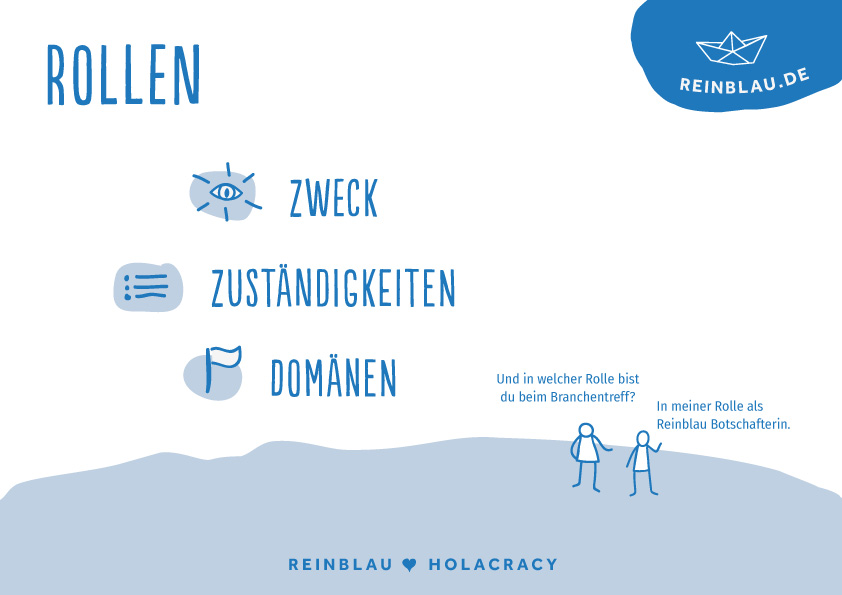 ROLLEN
REINBLAU.DE
ZWECK
ZUSTÄNDIGKEITEN
DOMÄNEN
Und in welcher Rolle bist
du beim Branchentreff?
In meiner Rolle als
Reinblau Botschafterin.
REINBLAU ♥ HOLACRACY